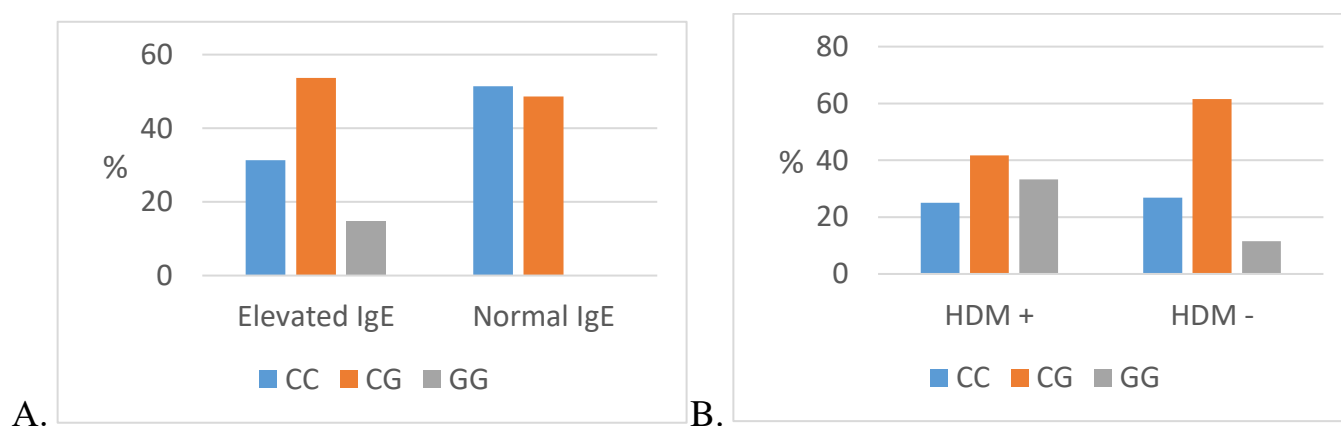 60
40
%
20
0
Elevated IgE Normal IgE
CC CG GG
A.
80
60
%
40
20
0
HDM + HDM -
CC CG GG
B.